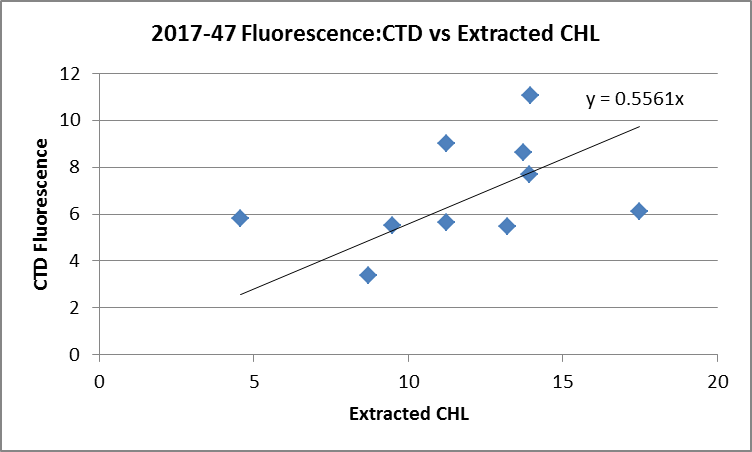 2017-47 Fluorescence:CTD vs Extracted CHL
12
y = 0.5561x
10
8
6
4
2
0
CTD Fluorescence
0 5 10 15 20
Extracted CHL